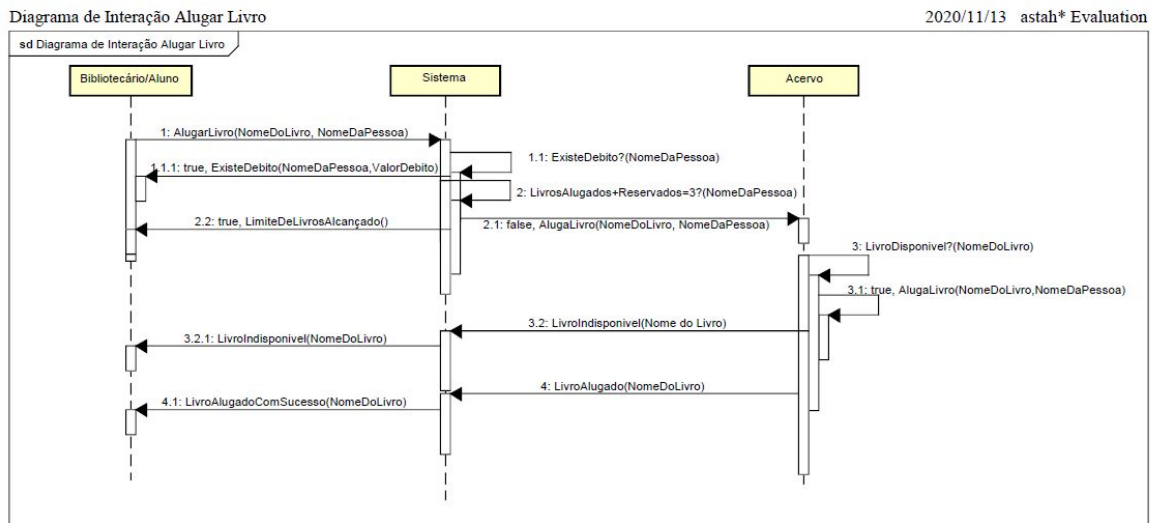 Diagrama de Interação Alugar Livro
2020/11/13 astah* Evaluation
sd Diagrama de Interação Alugar Livro
Bibliotecário/Aluno
Sistema
Acervo
1: AlugarLivro(NomeDoLivro, NomeDaPessoa)
1.1: ExisteDebito?(NomeDaPessoa)
1.1.1: true, ExisteDebito(NomeDaPessoa,ValorDebito)
2: LivrosAlugados+Reservados=3?(NomeDaPessoa)
2.2: true, LimiteDeLivrosAlcançado()
2.1: false, AlugaLivro(NomeDoLivro, NomeDaPessoa)
3: LivroDisponivel?(NomeDoLivro)
3.1: true, AlugaLivro(NomeDoLivro,NomeDaPessoa)
3.2: LivroIndisponivel(Nome do Livro)
3.2.1: LivroIndisponivel(NomeDoLivro)
4: LivroAlugado(NomeDoLivro)
4.1: LivroAlugadoComSucesso(NomeDoLivro)